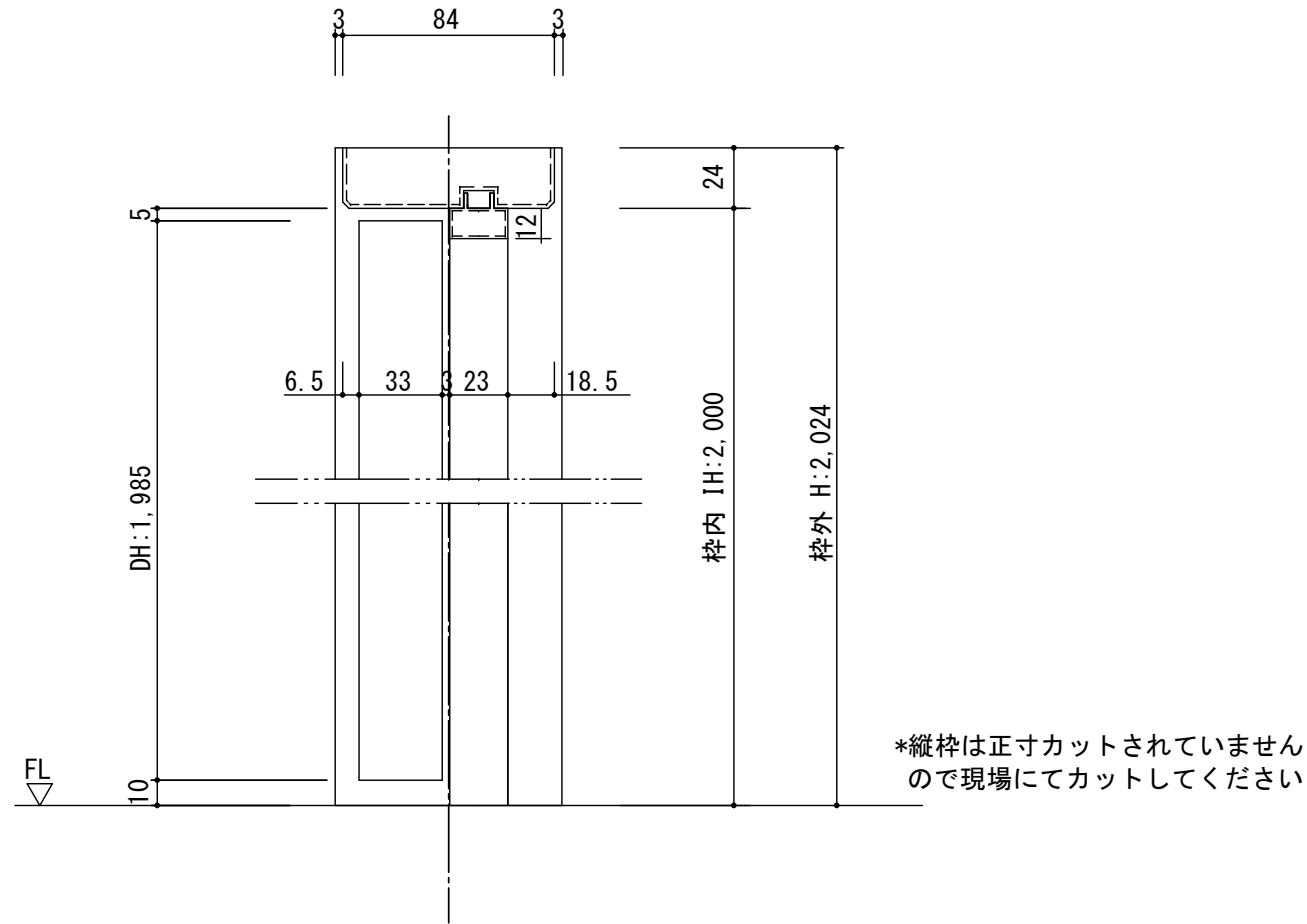 3 84 3
24
5
12
6.5 33 3 23 18.5
DH:1,985
枠内 IH:2,000
枠外 H:2,024
*縦枠は正寸カットされていません
ので現場にてカットしてください
FL
10